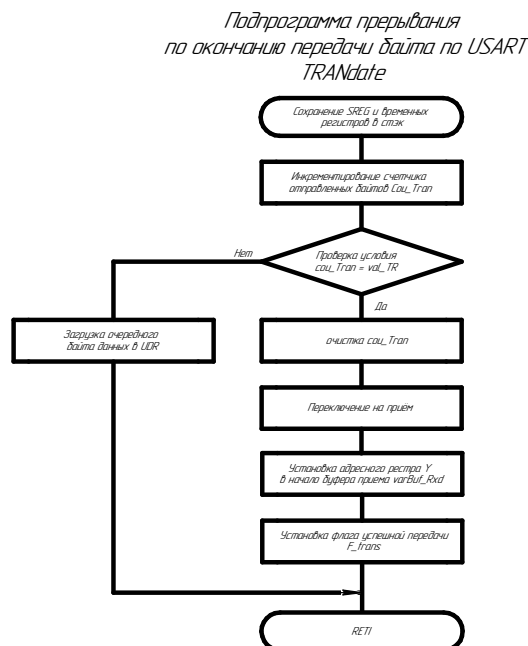 Подпрограмма прерывания
по окончанию передачи байта по USART
TRANdate
Сохранение SREG и временных
регистров в стэк
Инкрементирование счетчика
отправленных байтов Cou_Tran
Проверка условия
cou_Tran = val_TR
Нет
Да
Загрузка очередного
байта данных в UDR
очистка cou_Tran
Переключение на прием
Установка адресного рестра Y
в начало буфера приема varBuf_Rxd
Установка флага успешной передачи
F_trans
RETI